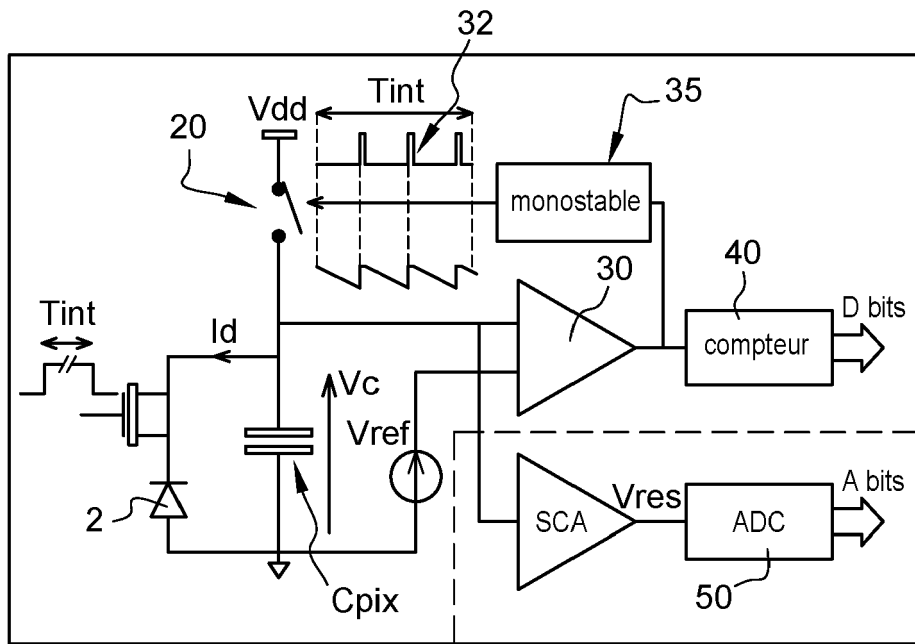 32
Tint
Vdd
35
20
monostable
30
40
D bits
Tint
Id
compteur
Vc
Vref
A bits
Vres
2
SCA
ADC
Cpix
50